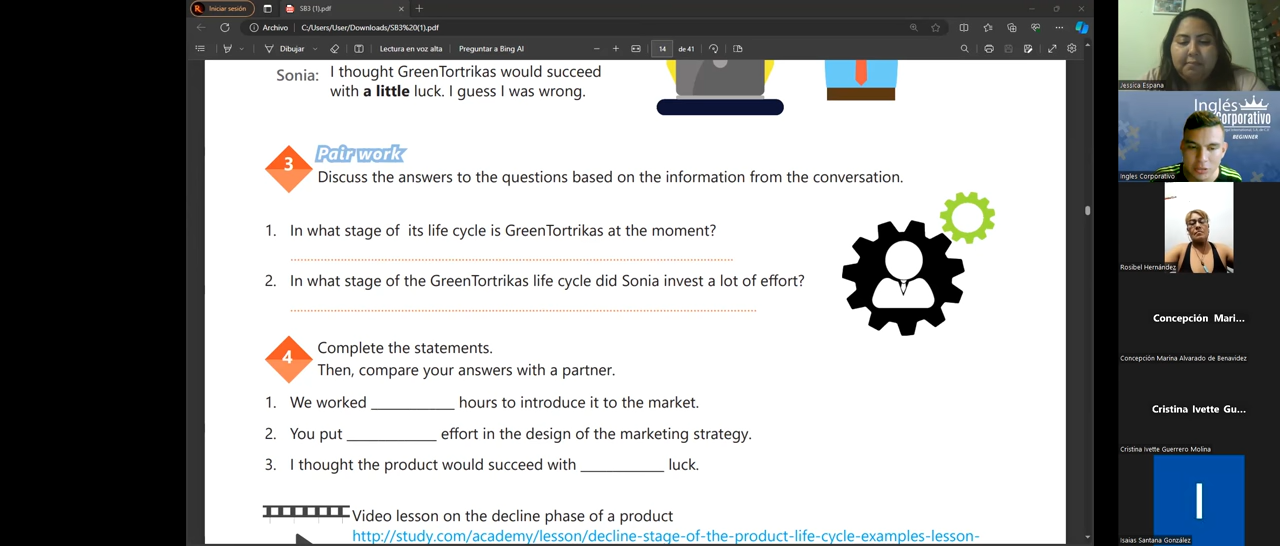 Iniciar sesión
SB3 (1).pdf
Archivo
C:/Users/User/Downloads/SB3%20(1).pdf
Dibujar
Lectura en voz alta
Preguntar a Bing AI
14
de 41
Sonia: I thought GreenTortrikas would succeed
with a little luck. I guess I was wrong.
3
Pair work
Discuss the answers to the questions based on the information from the conversation.
1. In what stage of its life cycle is GreenTortrikas at the moment?
2. In what stage of the GreenTortrikas life cycle did Sonia invest a lot of effort?
4
Complete the statements.
Then, compare your answers with a partner.
1. We worked __________ hours to introduce it to the market.
2. You put ___________ effort in the design of the marketing strategy.
3. I thought the product would succeed with __________ luck.
Video lesson on the decline phase of a product
http://study.com/academy/lesson/decline-stage-of-the-product-life-cycle-examples-lesson-
Jessica Espana
Inglés
Corporativo
BEGINNER
Ingles Corporativo
Rosibel Hernández
Concepción Mari...
Concepción Marina Alvarado de Benavidez
Cristina Ivette Gu...
Cristina Ivette Guerrero Molina
I
Isaias Santana González